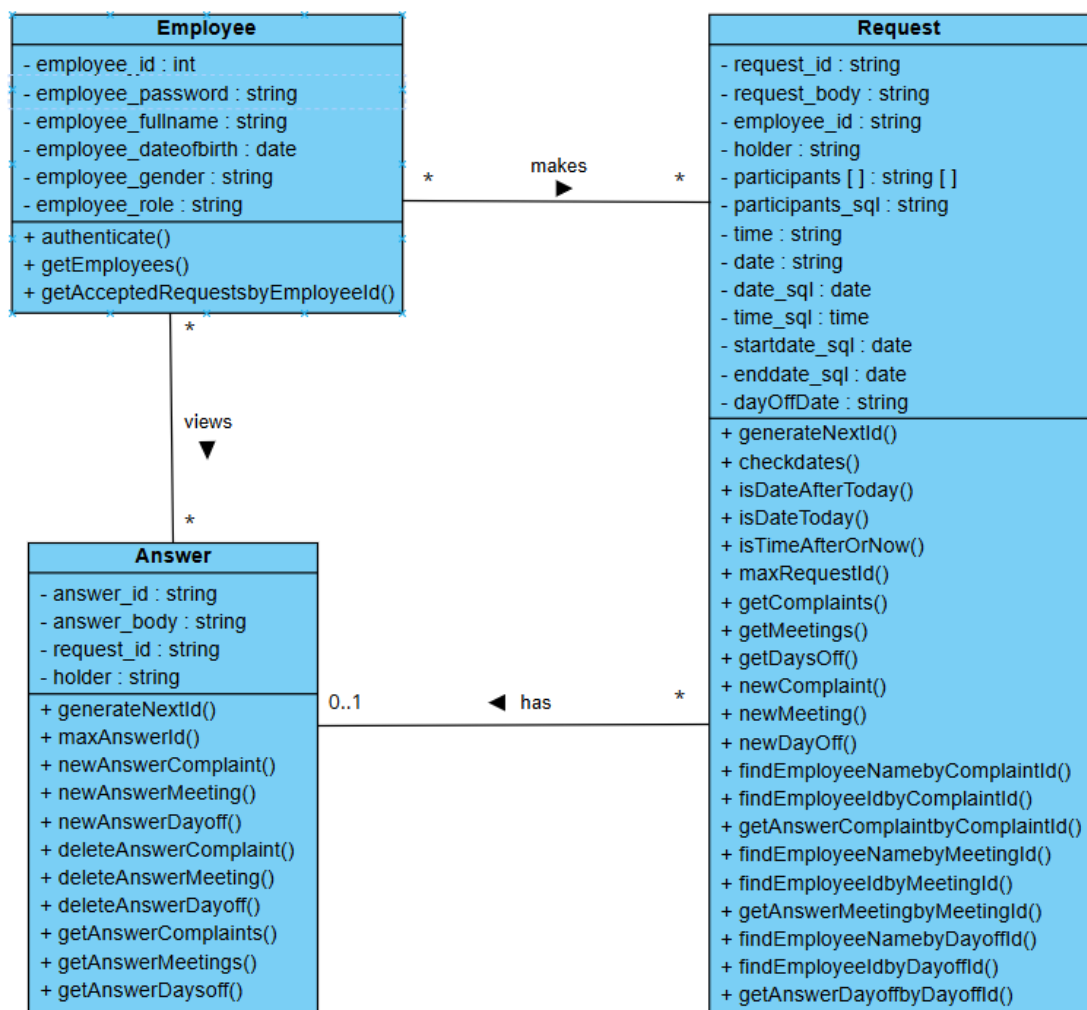 Employee
- employee_id : int
- employee_password : string
- employee_fullname : string
- employee_dateofbirth : date
- employee_gender : string
- employee_role : string
+ authenticate()
+ getEmployees()
+ getAcceptedRequestsbyEmployeeId()
*
makes
*
Request
- request_id : string
- request_body : string
- employee_id : string
- holder : string
- participants [ ] : string [ ]
- participants_sql : string
- time : string
- date : string
- date_sql : date
- time_sql : time
- startdate_sql : date
- enddate_sql : date
- dayOffDate : string
+ generateNextId()
+ checkdates()
+ isDateAfterToday()
+ isDateToday()
+ isTimeAfterOrNow()
+ maxRequestId()
+ getComplaints()
+ getMeetings()
+ getDaysOff()
+ newComplaint()
+ newMeeting()
+ newDayOff()
+ findEmployeeNamebyComplaintId()
+ findEmployeeIdbyComplaintId()
+ getAnswerComplaintbyComplaintId()
+ findEmployeeNamebyMeetingId()
+ findEmployeeIdbyMeetingId()
+ getAnswerMeetingbyMeetingId()
+ findEmployeeNamebyDayoffId()
+ findEmployeeIdbyDayoffId()
+ getAnswerDayoffbyDayoffId()
*
views
*
Answer
- answer_id : string
- answer_body : string
- request_id : string
- holder : string
+ generateNextId()
+ maxAnswerId()
+ newAnswerComplaint()
+ newAnswerMeeting()
+ newAnswerDayoff()
+ deleteAnswerComplaint()
+ deleteAnswerMeeting()
+ deleteAnswerDayoff()
+ getAnswerComplaints()
+ getAnswerMeetings()
+ getAnswerDaysoff()
0..1
has
*